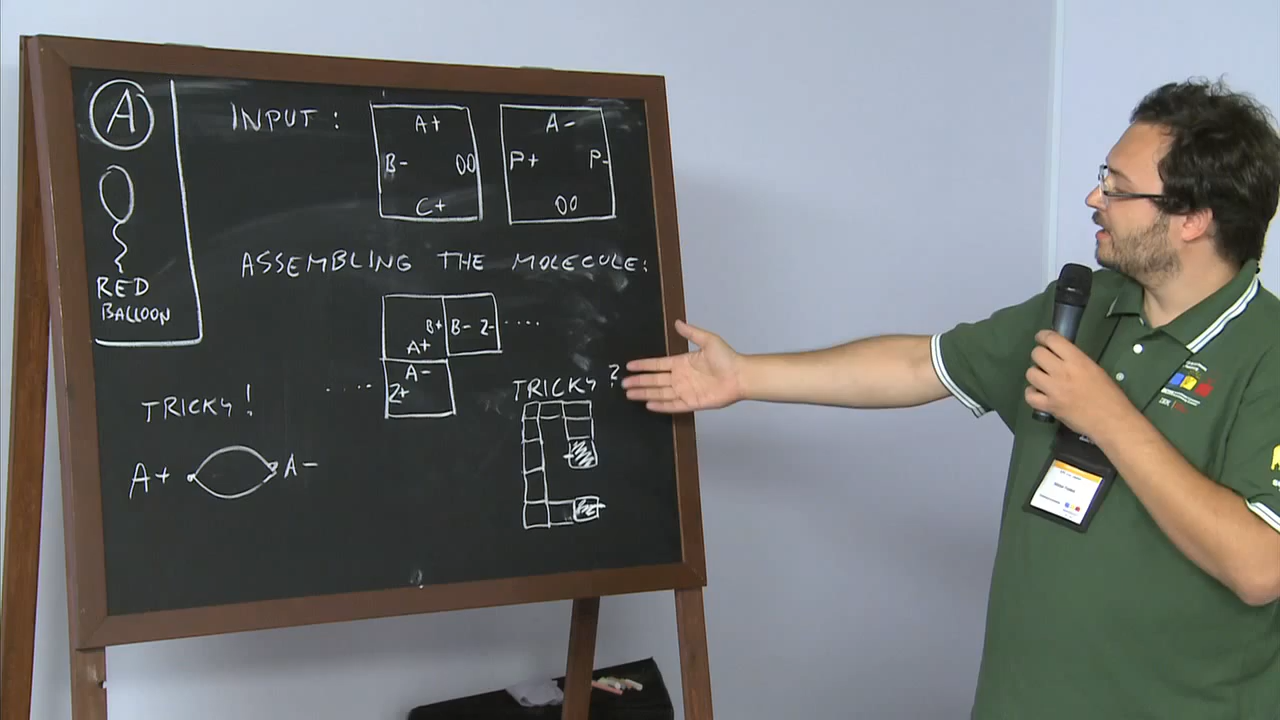 A
RED
BALLOON
INPUT:
A+
B- 00
C+
A-
P+ P-
00
ASSEMBLING THE MOLECULE:
B+ B- Z- ....
A+
A-
.... Z+
TRICKY!
A+ A-
TRICKY?